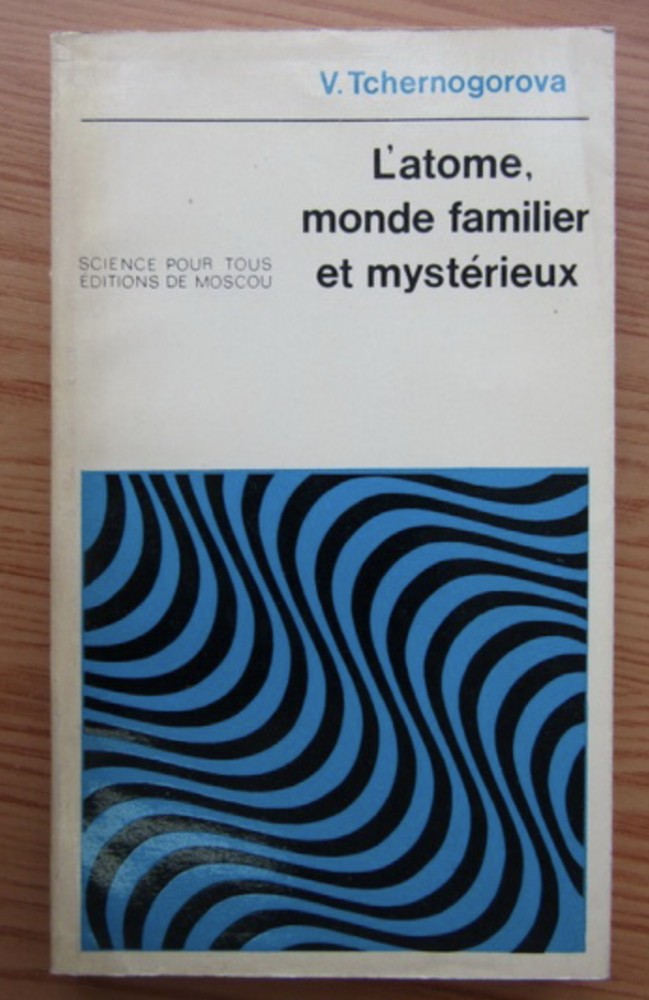 V. Tchernogorova
L'atome,
monde familier
et mystérieux
SCIENCE POUR TOUS
ÉDITIONS DE MOSCOU